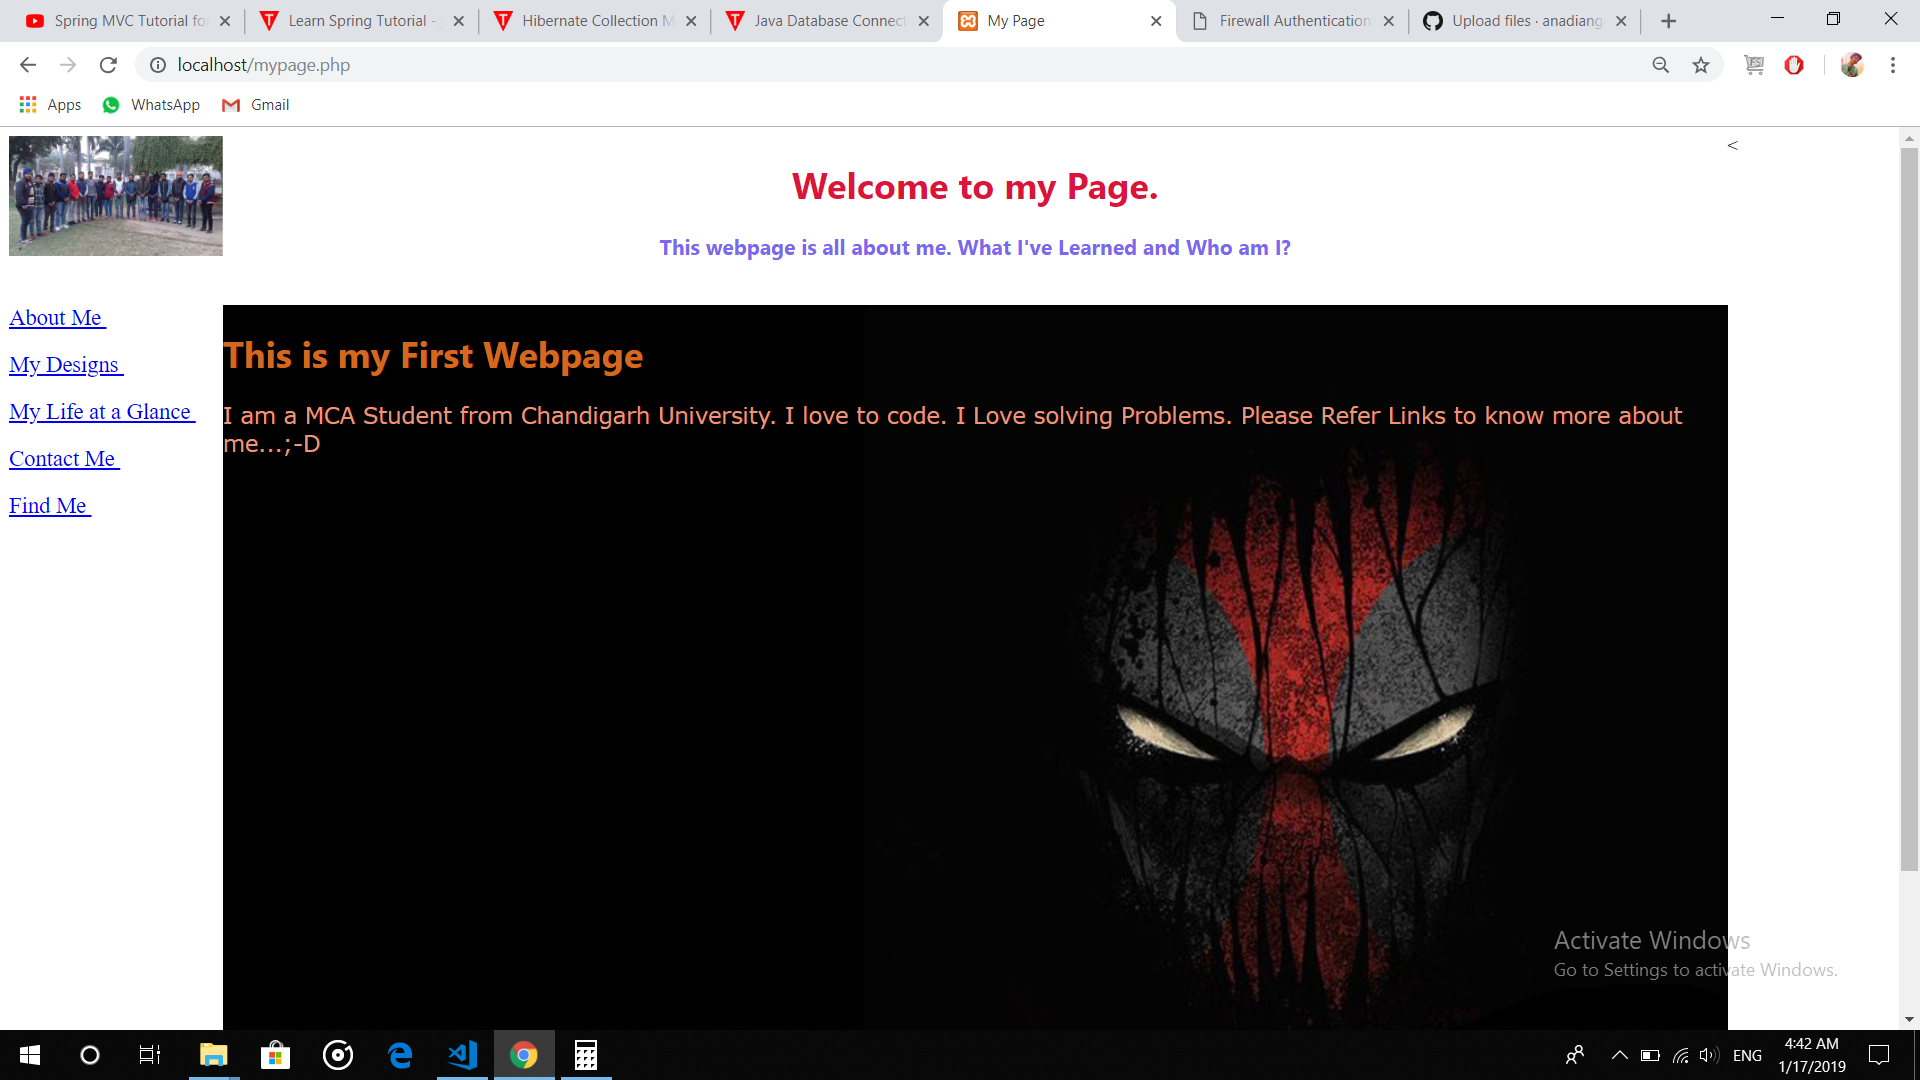 Spring MVC Tutorial fo
Learn Spring Tutorial -
Hibernate Collection M
Java Database Connect
My Page
Firewall Authentication
Upload files · anadiang
localhost/mypage.php
Apps
WhatsApp
Gmail
<
Welcome to my Page.
This webpage is all about me. What I've Learned and Who am I?
About Me
My Designs
My Life at a Glance
Contact Me
Find Me
This is my First Webpage
I am a MCA Student from Chandigarh University. I love to code. I Love solving Problems. Please Refer Links to know more about
me...;-D
Activate Windows
Go to Settings to activate Windows.
ENG
4:42 AM
1/17/2019